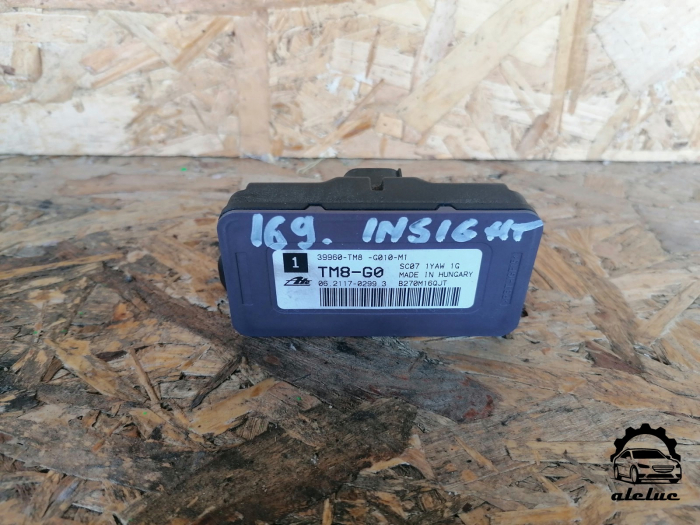 169. INSIGHT
1
39960-TM8 -G010-M1
TM8-G0
SC07 1YAW 1G
MADE IN HUNGARY
Ate
06.2117-0299.3 B270M16QJT
aleluc